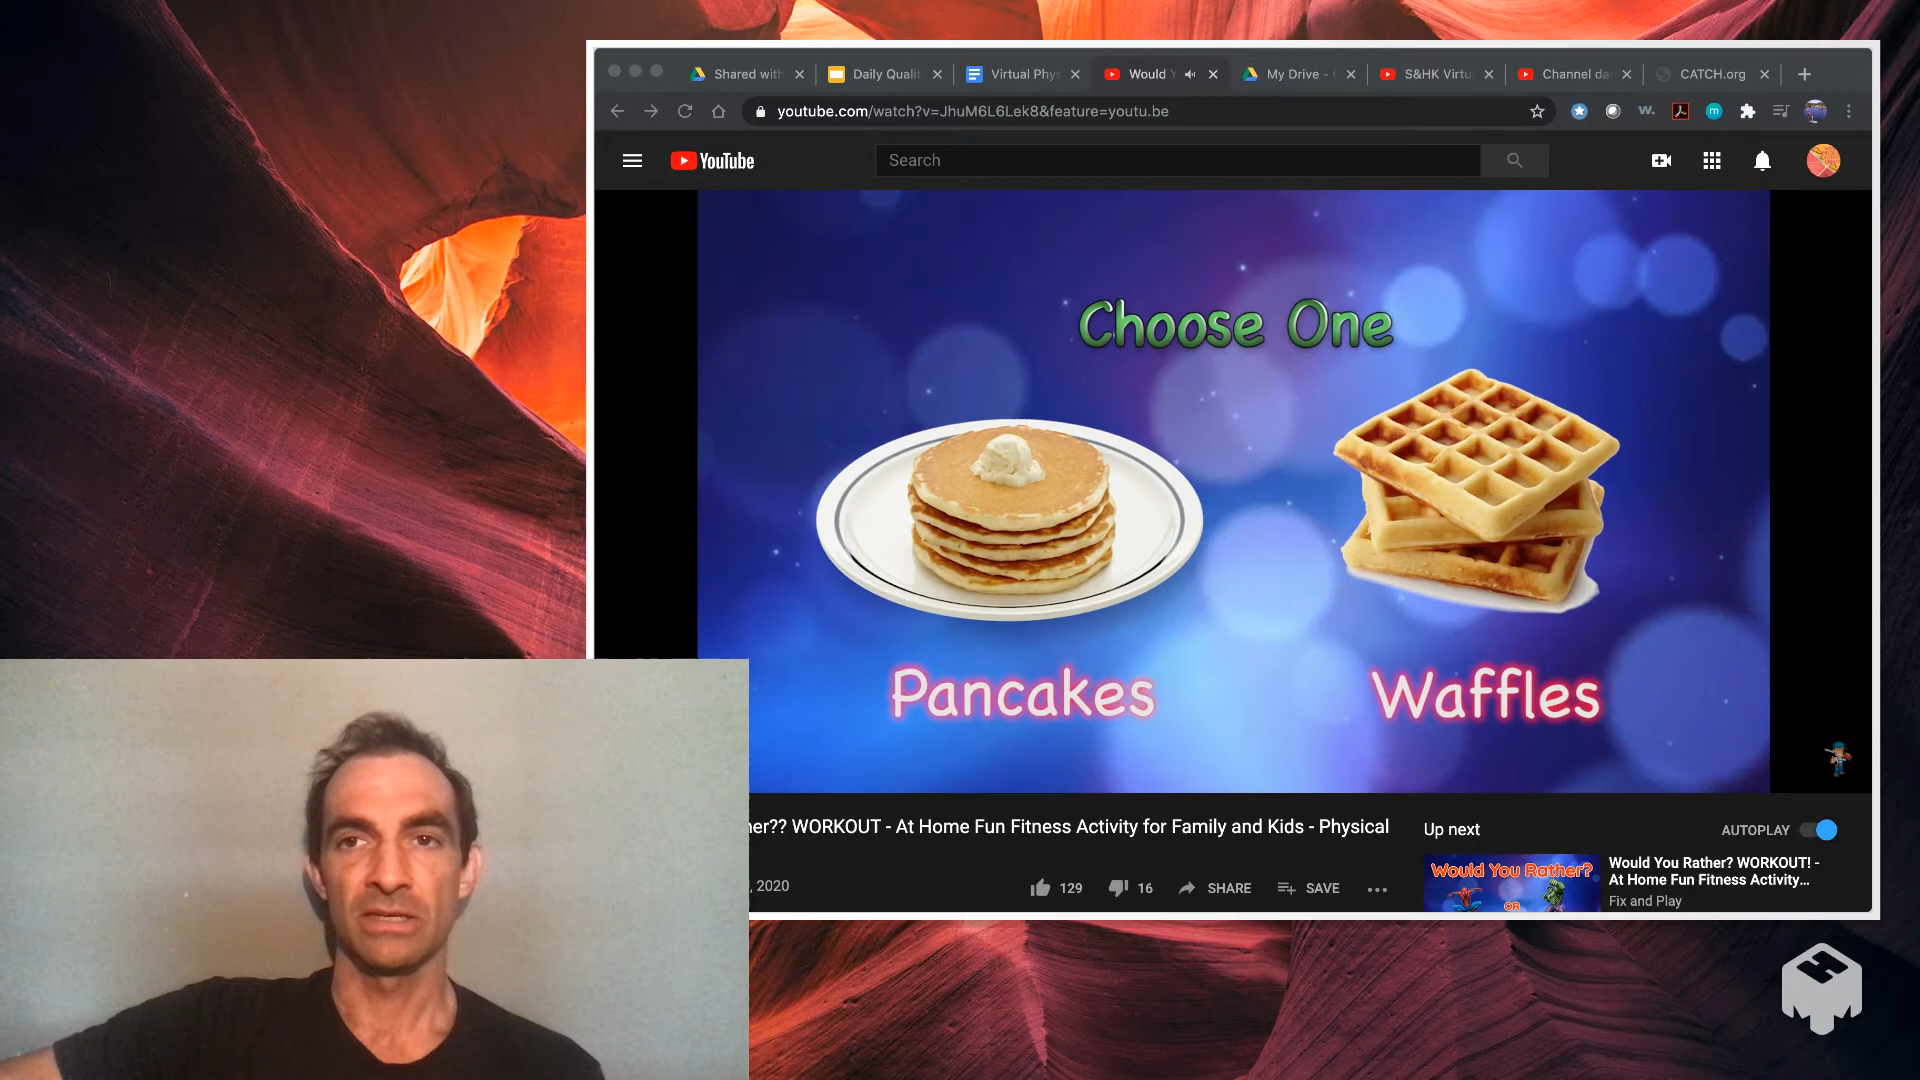 Shared with
Daily Quali
Virtual Phy
Would Y
My Drive -
S&HK Virtu
Channel da
CATCH.org
youtube.com/watch?v=JhuM6L6Lek8&feature=youtu.be
w.
m
YouTube
Search
Choose One
Pancakes
Waffles
her?? WORKOUT - At Home Fun Fitness Activity for Family and Kids - Physical
, 2020
129
16
SHARE
SAVE
Up next
AUTOPLAY
Would You Rather?
OR
Would You Rather? WORKOUT! -
At Home Fun Fitness Activity...
Fix and Play